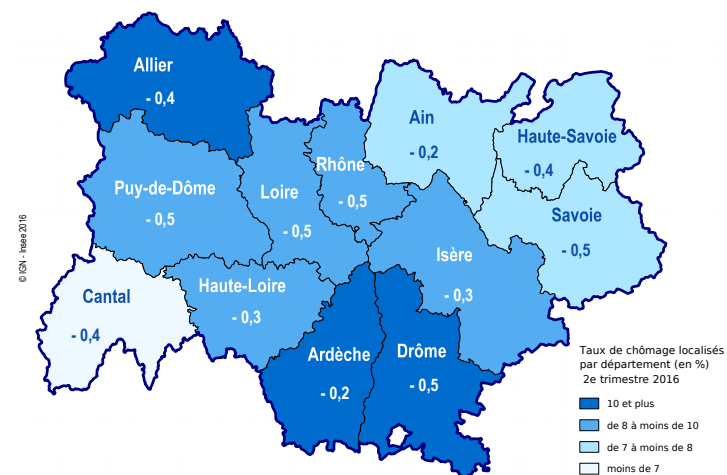 Allier
- 0,4
Ain
- 0,2
Haute-Savoie
- 0,4
Puy-de-Dôme
- 0,5
Loire
- 0,5
Rhône
- 0,5
Savoie
- 0,5
Isère
- 0,3
Cantal
- 0,4
Haute-Loire
- 0,3
Ardèche
- 0,2
Drôme
- 0,5
© IGN - Insee 2016
Taux de chômage localisés
par département (en %)
2e trimestre 2016
10 et plus
de 8 à moins de 10
de 7 à moins de 8
moins de 7